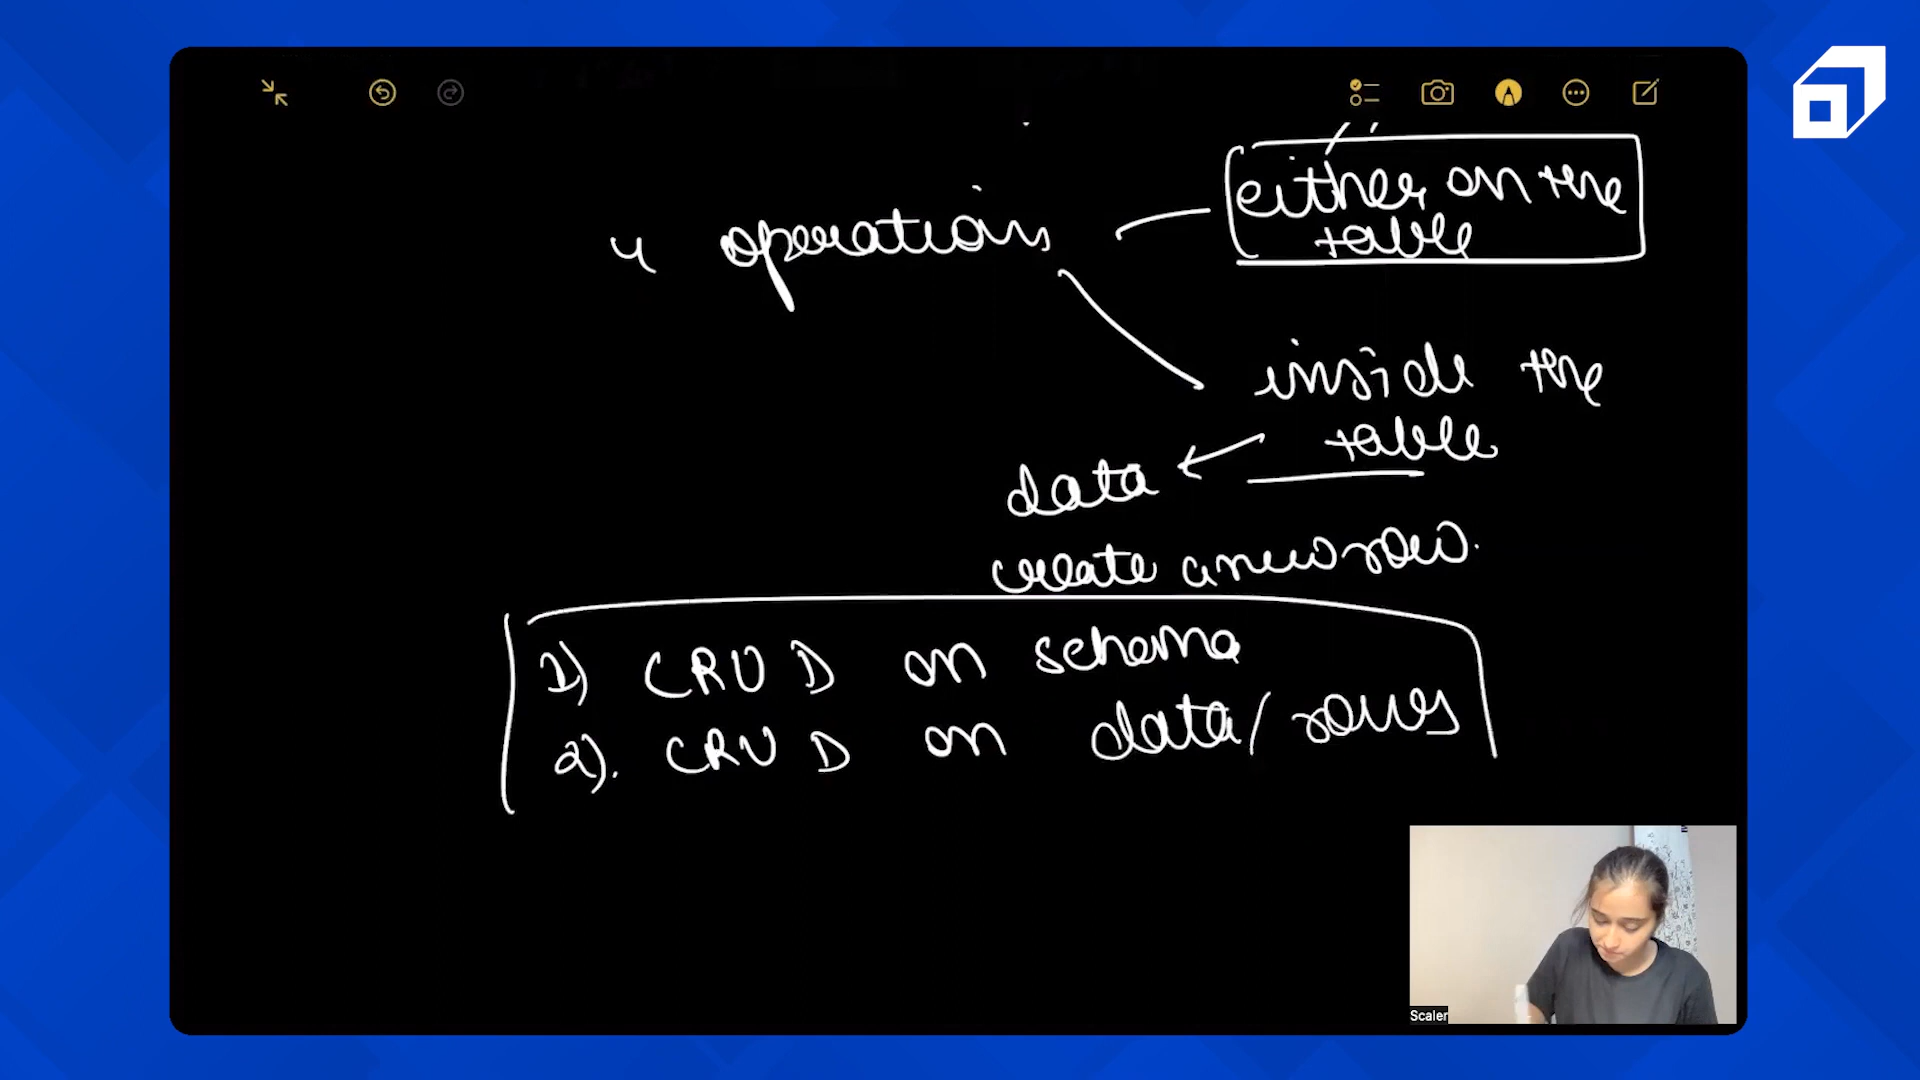 either on the
table
4 operations
inside the
table
data
create a new row.
1) CRUD on schema
2). CRUD on data/rows
Scaler